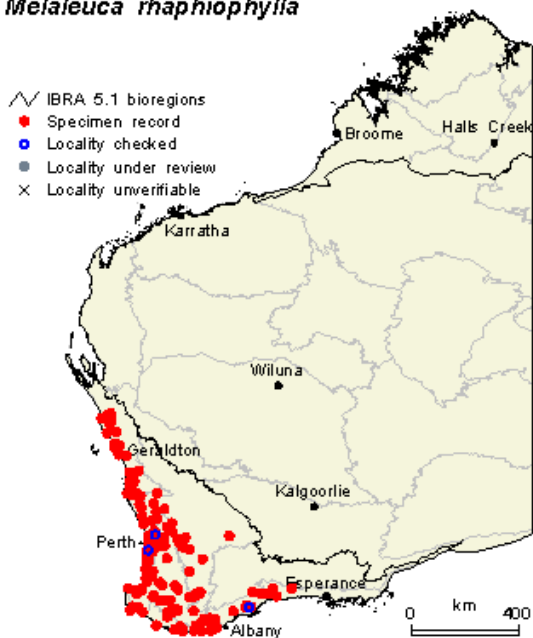 Melaleuca rhaphiophylla
IBRA 5.1 bioregions
Specimen record
Locality checked
Locality under review
Locality unverifiable
Broome
Halls Creek
Karratha
Wiluna
Geraldton
Kalgoorlie
Perth
Esperance
Albany
0 km 400